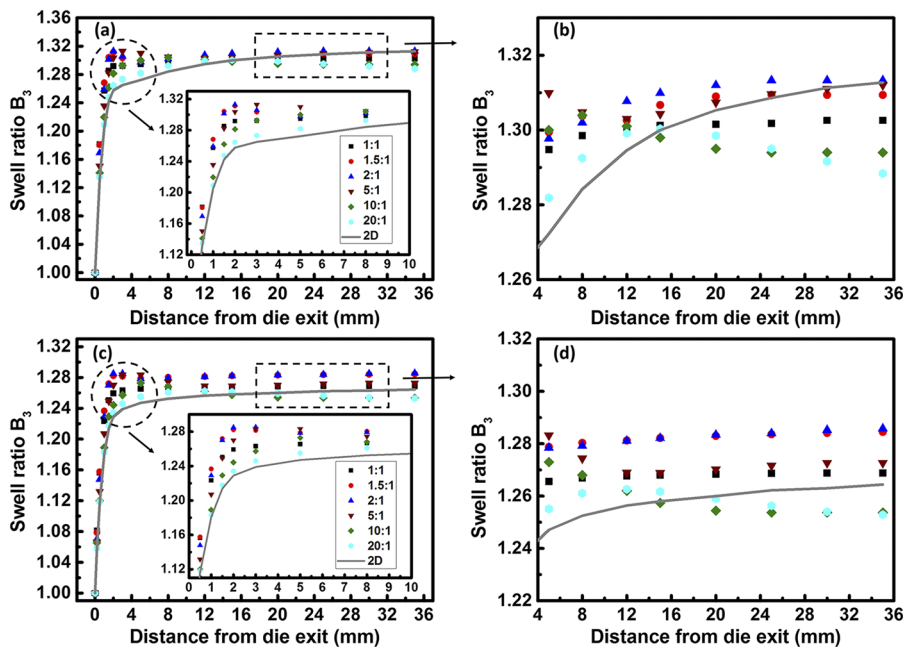 (a)
1.36
1.32
1.28
1.24
1.20
1.16
1.12
1.08
1.04
1.00
Swell ratio B3
0 4 8 12 16 20 24 28 32 36
Distance from die exit (mm)
1.32
1.28
1.24
1.20
1.16
1.12
0 1 2 3 4 5 6 7 8 9 10
1:1
1.5:1
2:1
5:1
10:1
20:1
2D
(b)
1.32
1.30
1.28
1.26
Swell ratio B3
4 8 12 16 20 24 28 32 36
Distance from die exit (mm)
(c)
1.32
1.28
1.24
1.20
1.16
1.12
1.08
1.04
1.00
Swell ratio B3
0 4 8 12 16 20 24 28 32 36
Distance from die exit (mm)
1.28
1.24
1.20
1.16
1.12
0 1 2 3 4 5 6 7 8 9 10
1:1
1.5:1
2:1
5:1
10:1
20:1
2D
(d)
1.32
1.30
1.28
1.26
1.24
1.22
Swell ratio B3
4 8 12 16 20 24 28 32 36
Distance from die exit (mm)